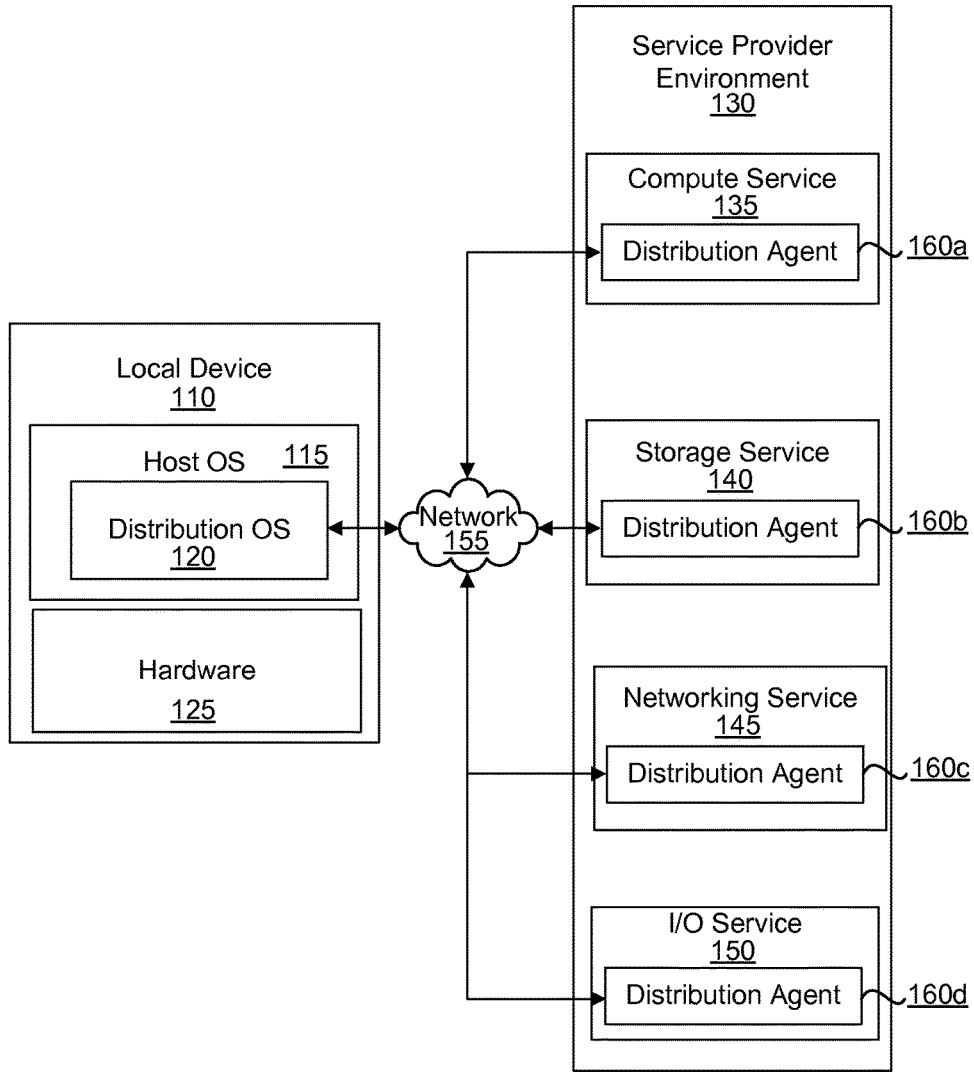 Service Provider
Environment
130
Compute Service
135
Distribution Agent
160a
Local Device
110
Host OS 115
Distribution OS
120
Hardware
125
Network
155
Storage Service
140
Distribution Agent
160b
Networking Service
145
Distribution Agent
160c
I/O Service
150
Distribution Agent
160d